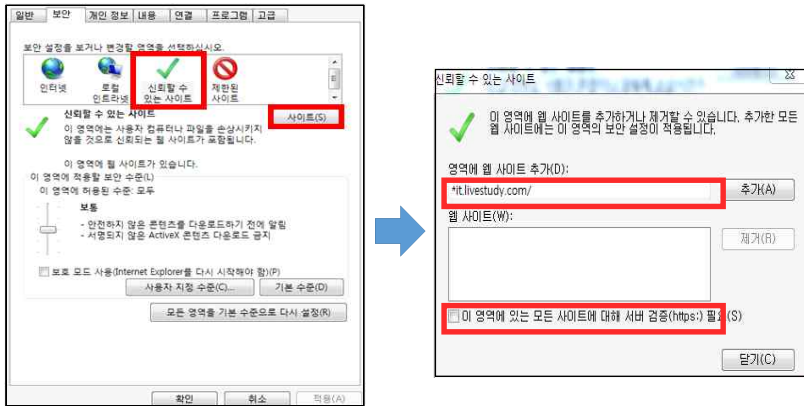 일반 보안 개인 정보 내용 연결 프로그램 고급
보안 설정을 보거나 변경할 영역을 선택하십시오.
인터넷
로컬 인트라넷
신뢰할 수 있는 사이트
제한된 사이트
신뢰할 수 있는 사이트
사이트(S)
이 영역에는 사용자 컴퓨터나 파일을 손상시키지
않을 것으로 신뢰되는 웹 사이트가 포함됩니다.
이 영역에 웹 사이트가 있습니다.
이 영역에 적용할 보안 수준(L)
이 영역에 허용된 수준: 모두
보통
- 안전하지 않은 콘텐츠를 다운로드하기 전에 알림
- 서명되지 않은 ActiveX 콘텐츠 다운로드 금지
보호 모드 사용(Internet Explorer를 다시 시작해야 함)(P)
사용자 지정 수준(C)... 기본 수준(D)
모든 영역을 기본 수준으로 다시 설정(R)
확인 취소 적용(A)
신뢰할 수 있는 사이트
이 영역에 웹 사이트를 추가하거나 제거할 수 있습니다. 추가한 모든
웹 사이트에는 이 영역의 보안 설정이 적용됩니다.
영역에 웹 사이트 추가(D):
*it.livestudy.com/ 추가(A)
웹 사이트(W):
제거(R)
이 영역에 있는 모든 사이트에 대해 서버 검증(https:) 필요(S)
닫기(C)